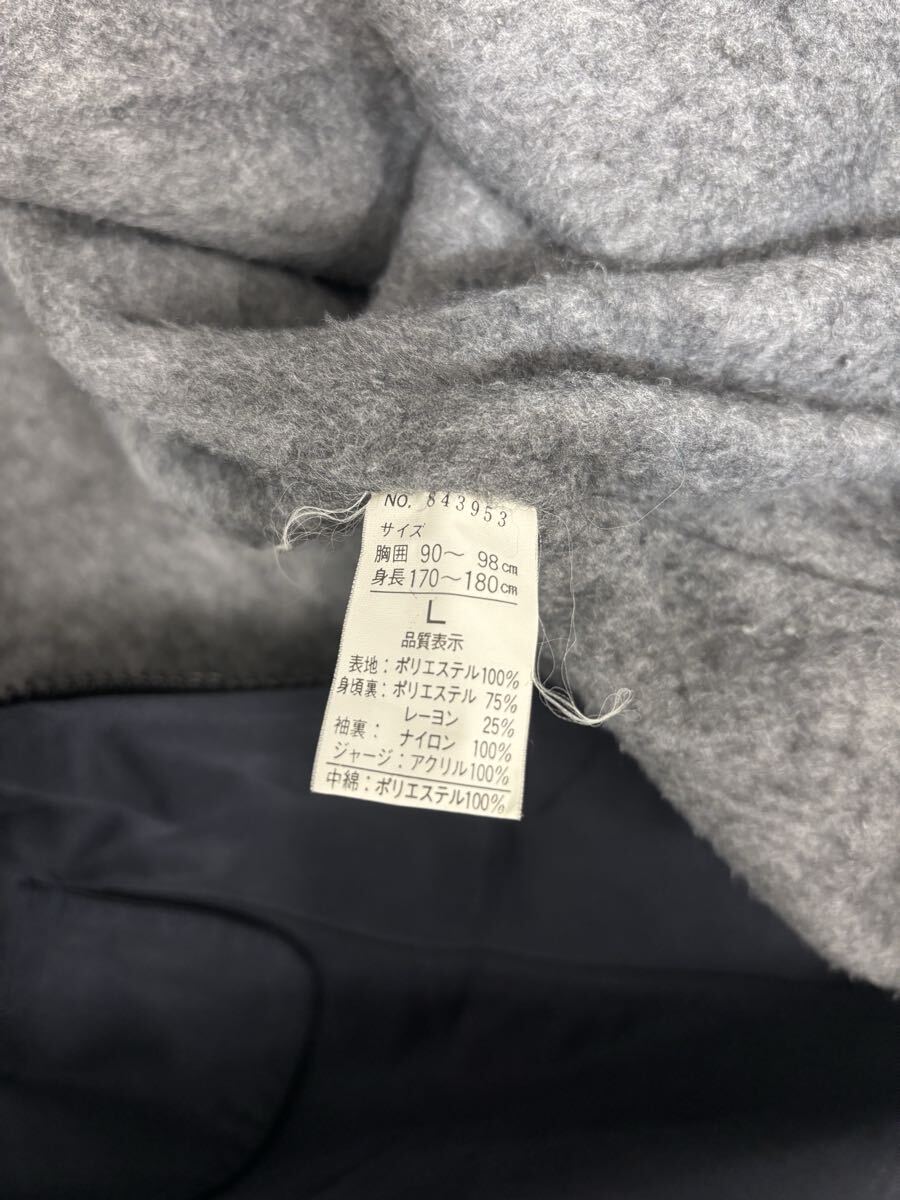 NO. 843953
サイズ
胸囲 90～ 98㎝
身長 170～180㎝
L
品質表示
表地：ポリエステル100%
身頃裏：ポリエステル 75%
レーヨン 25%
袖裏： ナイロン 100%
ジャージ：アクリル100%
中綿：ポリエステル100%